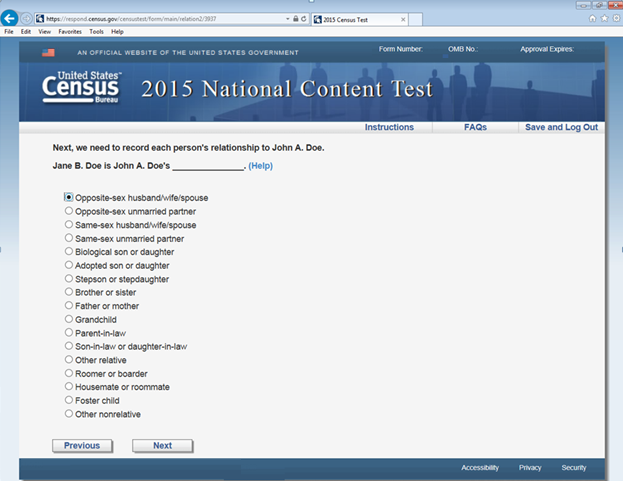 https://respond.census.gov/censustest/form/main/relation2/3937
2015 Census Test
File Edit View Favorites Tools Help
AN OFFICIAL WEBSITE OF THE UNITED STATES GOVERNMENT
Form Number: OMB No.: Approval Expires:
United States™
Census
Bureau
2015 National Content Test
Instructions FAQs Save and Log Out
Next, we need to record each person's relationship to John A. Doe.
Jane B. Doe is John A. Doe's _______________. (Help)
Opposite-sex husband/wife/spouse
Opposite-sex unmarried partner
Same-sex husband/wife/spouse
Same-sex unmarried partner
Biological son or daughter
Adopted son or daughter
Stepson or stepdaughter
Brother or sister
Father or mother
Grandchild
Parent-in-law
Son-in-law or daughter-in-law
Other relative
Roomer or boarder
Housemate or roommate
Foster child
Other nonrelative
Previous Next
Accessibility Privacy Security